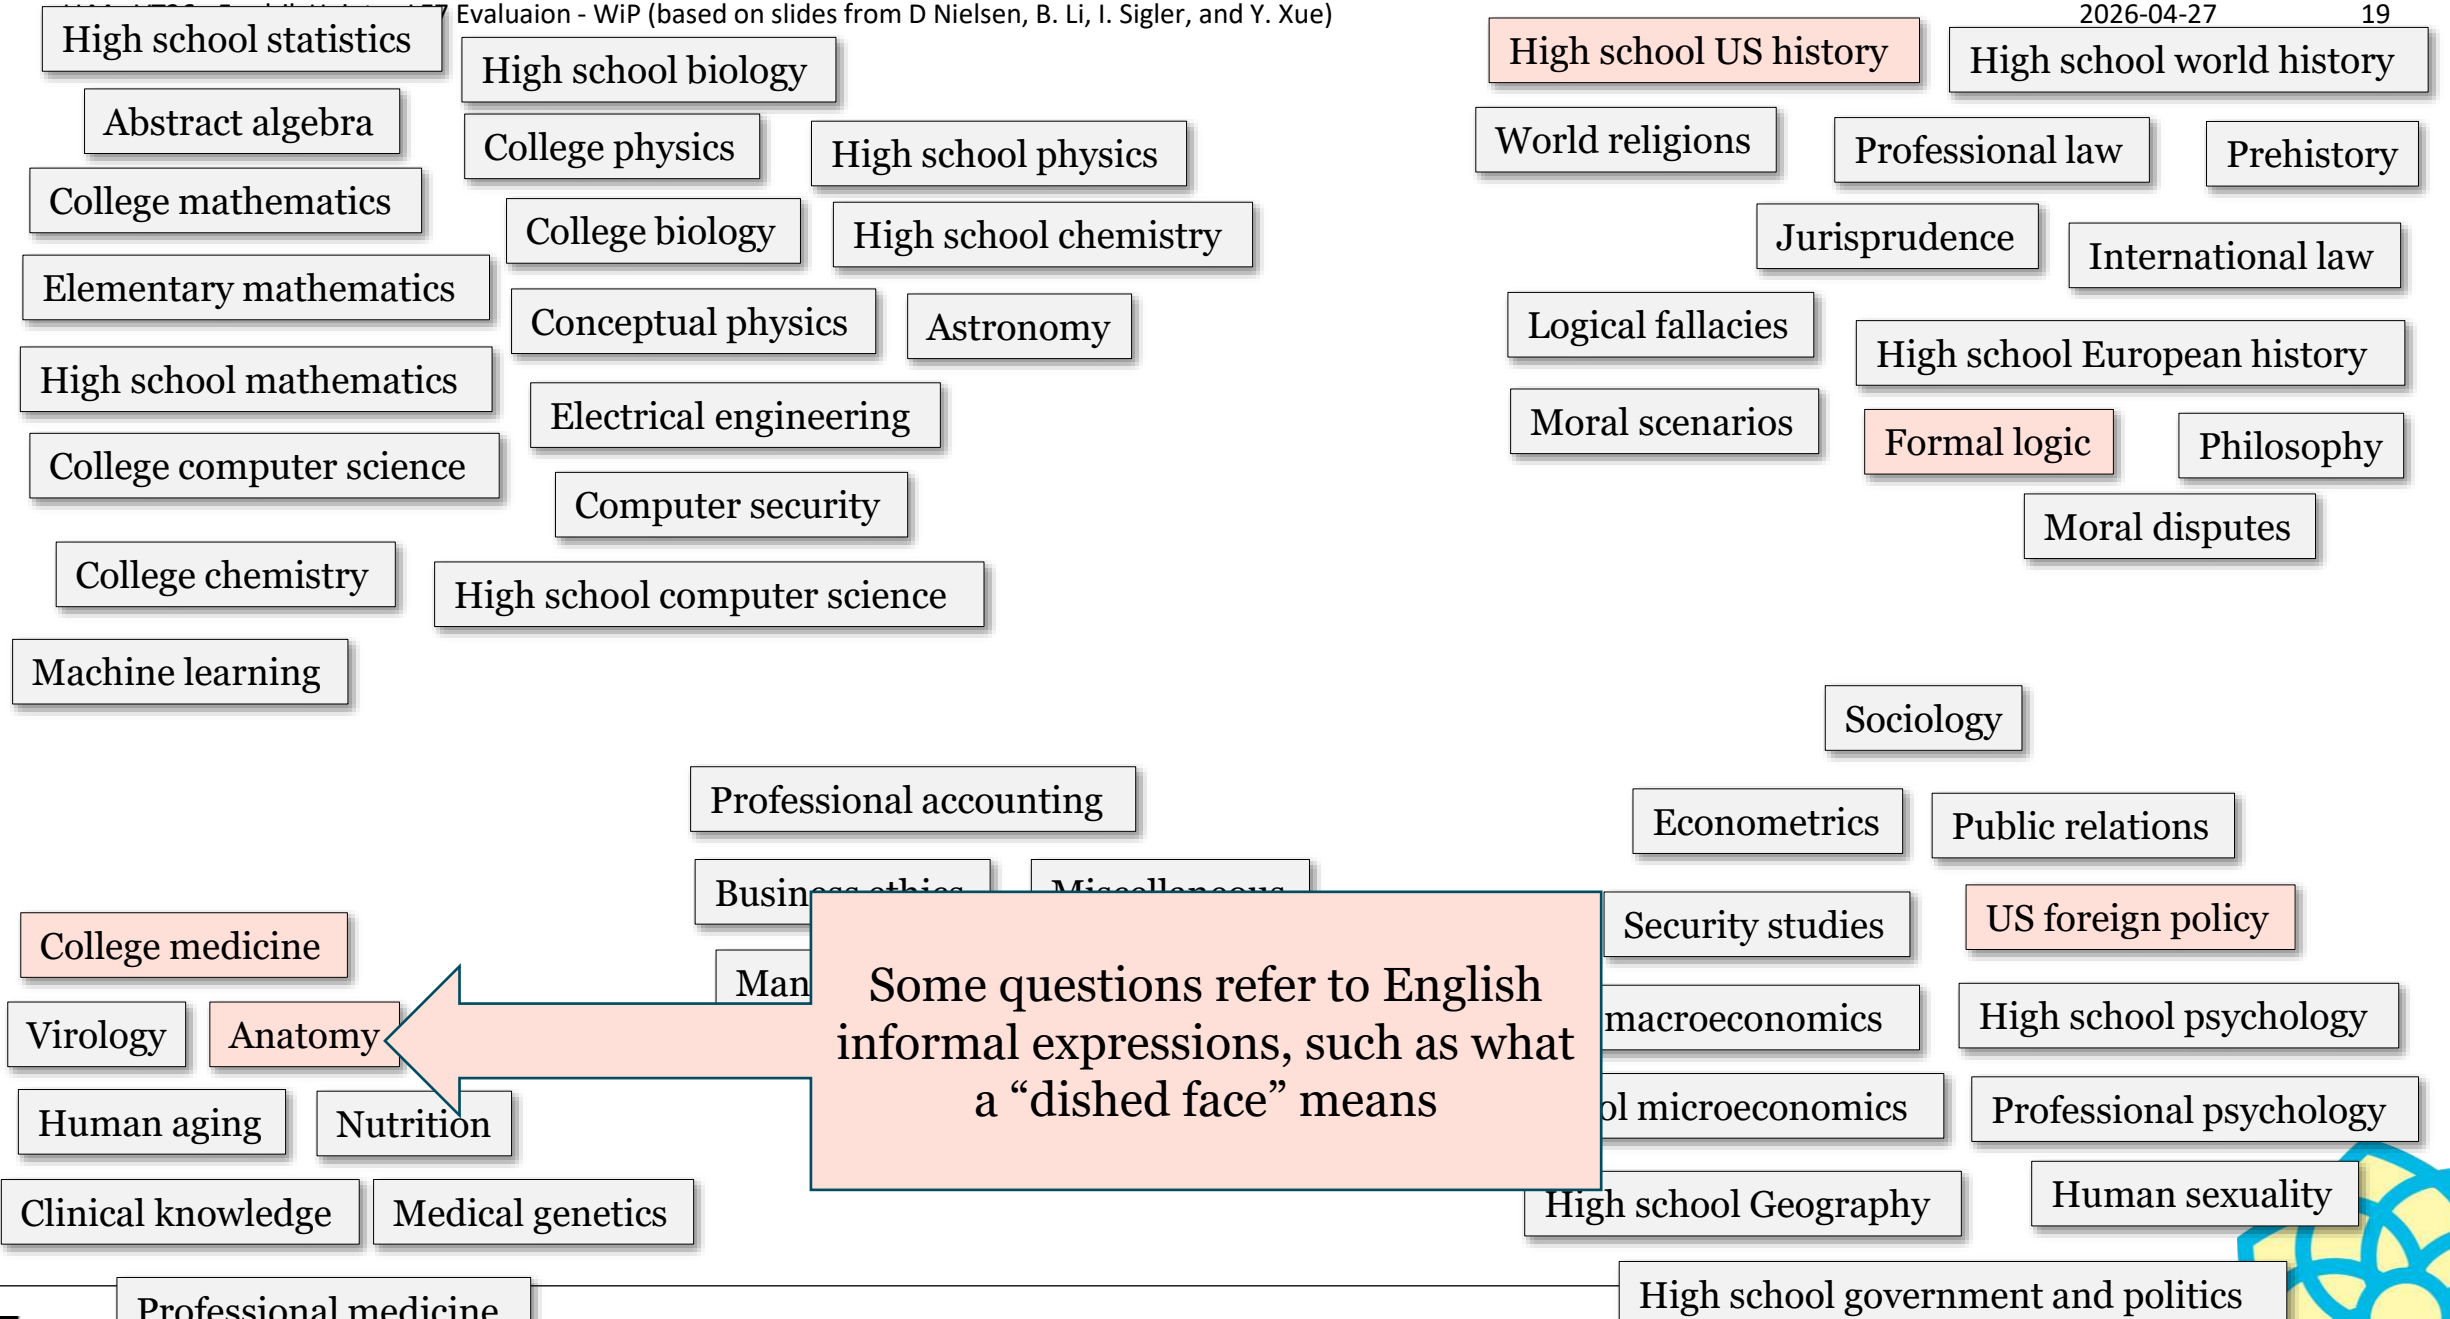 Evaluaion - WiP (based on slides from D Nielsen, B. Li, I. Sigler, and Y. Xue)
2026-04-27
19
High school statistics
High school biology
Abstract algebra
College physics
High school physics
College mathematics
College biology
High school chemistry
Elementary mathematics
Conceptual physics
Astronomy
High school mathematics
Electrical engineering
College computer science
Computer security
College chemistry
High school computer science
Machine learning
High school US history
High school world history
World religions
Professional law
Prehistory
Jurisprudence
International law
Logical fallacies
High school European history
Moral scenarios
Formal logic
Philosophy
Moral disputes
Sociology
Professional accounting
Econometrics
Public relations
Business ethics
Miscellaneous
Security studies
US foreign policy
College medicine
Man
macroeconomics
High school psychology
Virology
Anatomy
Some questions refer to English
informal expressions, such as what
a “dished face” means
microeconomics
Professional psychology
Human aging
Nutrition
High school Geography
Human sexuality
Clinical knowledge
Medical genetics
Professional medicine
High school government and politics